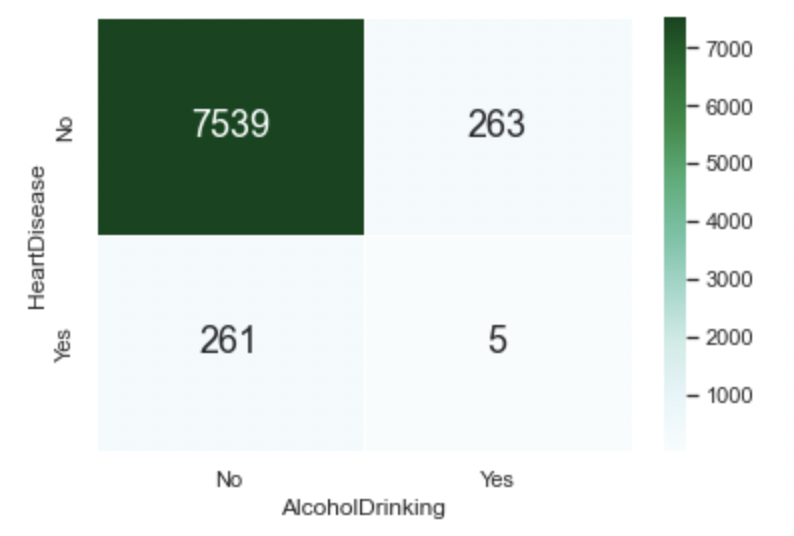 7539 263
261 5
No
Yes
HeartDisease
No Yes
AlcoholDrinking
7000
6000
5000
4000
3000
2000
1000